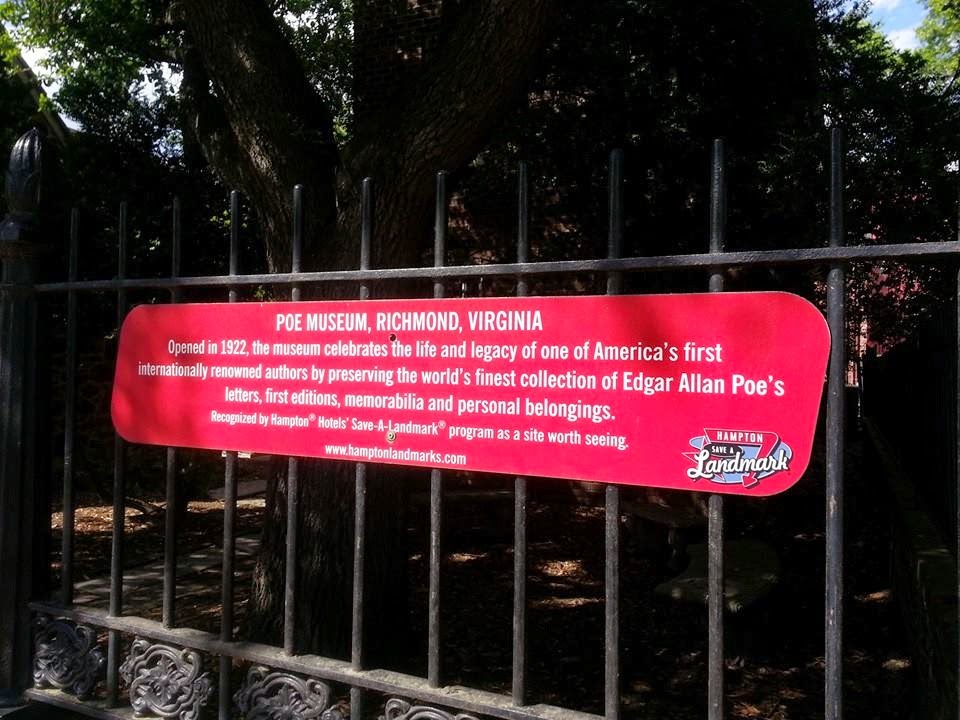 POE MUSEUM, RICHMOND, VIRGINIA
Opened in 1922, the museum celebrates the life and legacy of one of America's first
internationally renowned authors by preserving the world's finest collection of Edgar Allan Poe's
letters, first editions, memorabilia and personal belongings.
Recognized by Hampton® Hotels' Save-A-Landmark® program as a site worth seeing.
www.hamptonlandmarks.com
HAMPTON
SAVE A
Landmark